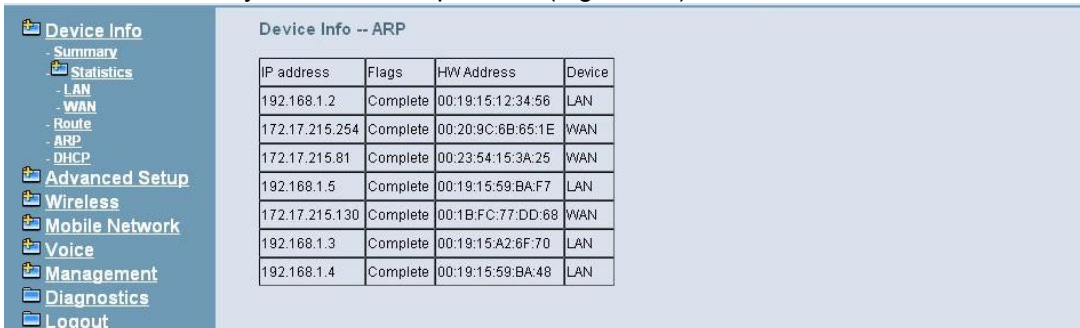 Device Info
- Summary
- Statistics
- LAN
- WAN
- Route
- ARP
- DHCP
Advanced Setup
Wireless
Mobile Network
Voice
Management
Diagnostics
Logout
Device Info -- ARP
IP address Flags HW Address Device
192.168.1.2 Complete 00:19:15:12:34:56 LAN
172.17.215.254 Complete 00:20:9C:6B:65:1E WAN
172.17.215.81 Complete 00:23:54:15:3A:25 WAN
192.168.1.5 Complete 00:19:15:59:BA:F7 LAN
172.17.215.130 Complete 00:1B:FC:77:DD:68 WAN
192.168.1.3 Complete 00:19:15:A2:6F:70 LAN
192.168.1.4 Complete 00:19:15:59:BA:48 LAN